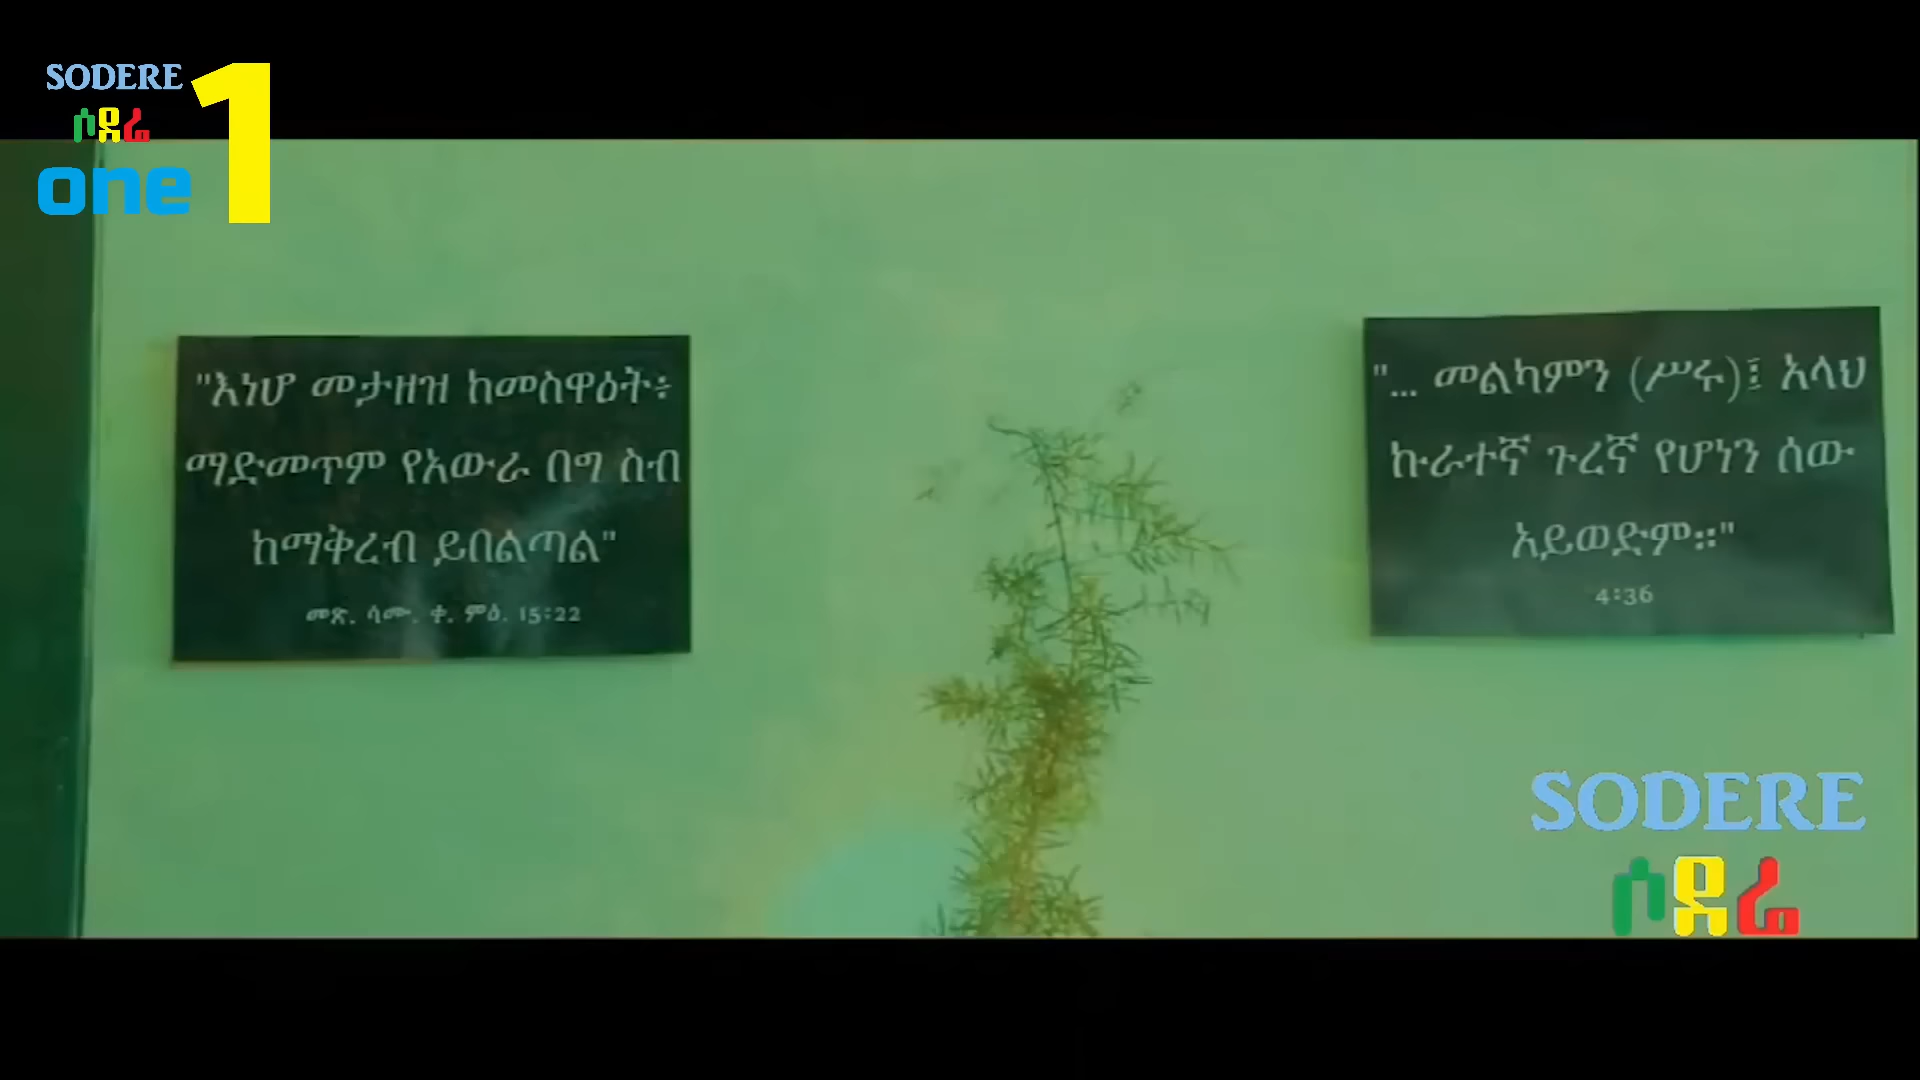 SODERE
ሶደሬ
one 1
"እነሆ መታዘዝ ከመስዋዕት፥
ማድመጥም የአውራ በግ ስብ
ከማቅረብ ይበልጣል"
መጽ. ሳሙ. ቀ. ምዕ. 15:22
"... መልካምን (ሥሩ)፤ አላህ
ኩራተኛ ጉረኛ የሆነን ሰው
አይወድም።"
4:36
SODERE
ሶደሬ